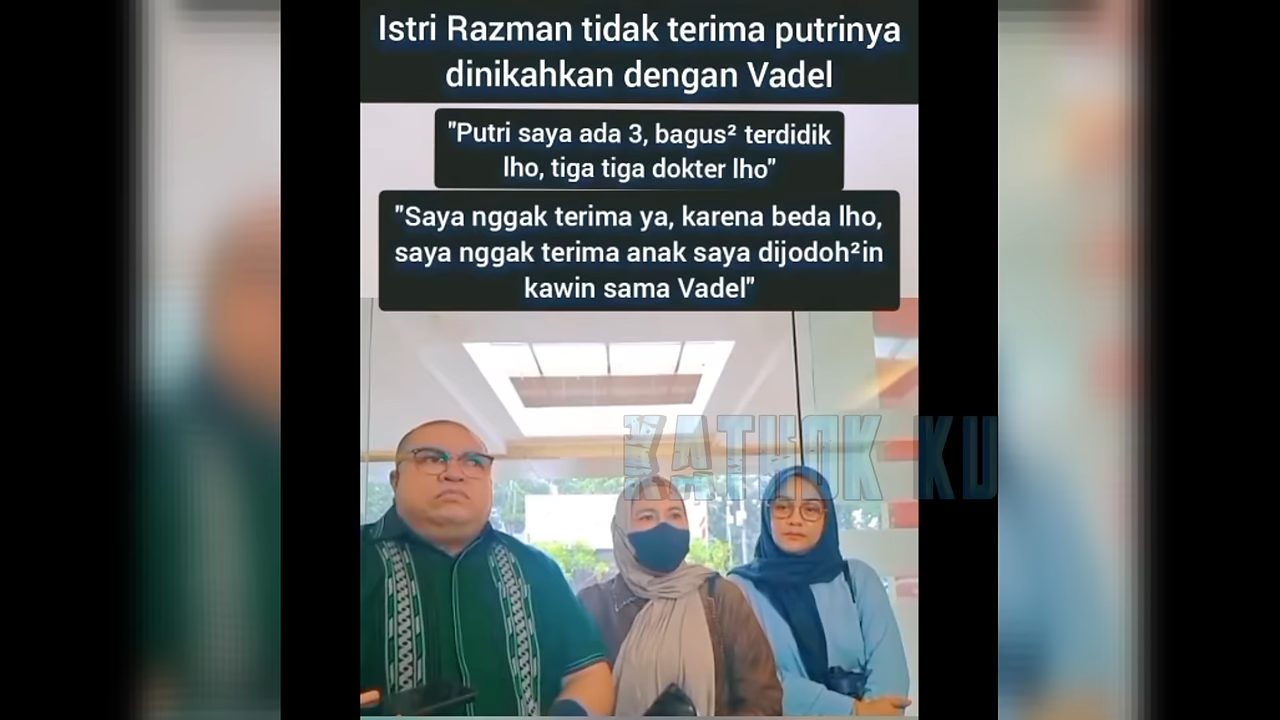 Istri Razman tidak terima putrinya
dinikahkan dengan Vadel
"Putri saya ada 3, bagus² terdidik
lho, tiga tiga dokter lho"
"Saya nggak terima ya, karena beda lho,
saya nggak terima anak saya dijodoh²in
kawin sama Vadel"
KATHOK KU